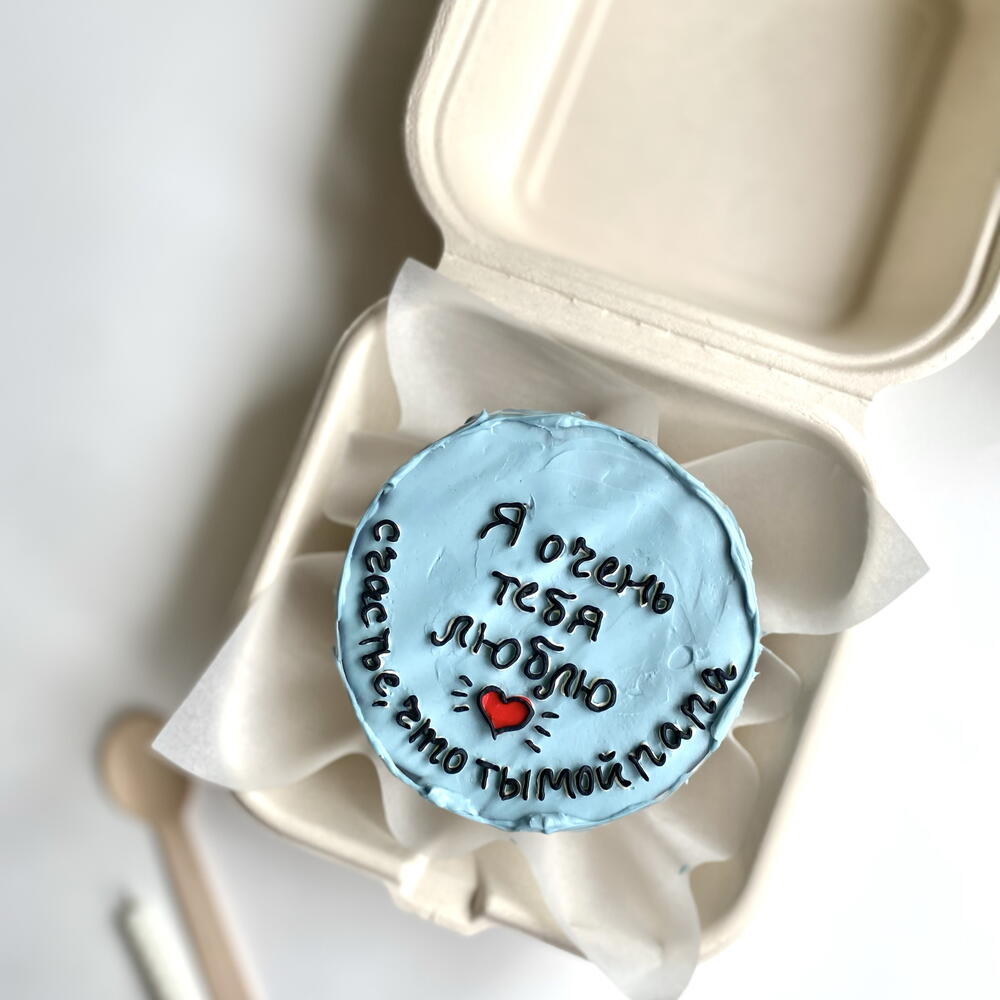 Я очень
тебя
люблю
счастье, что ты мой папа